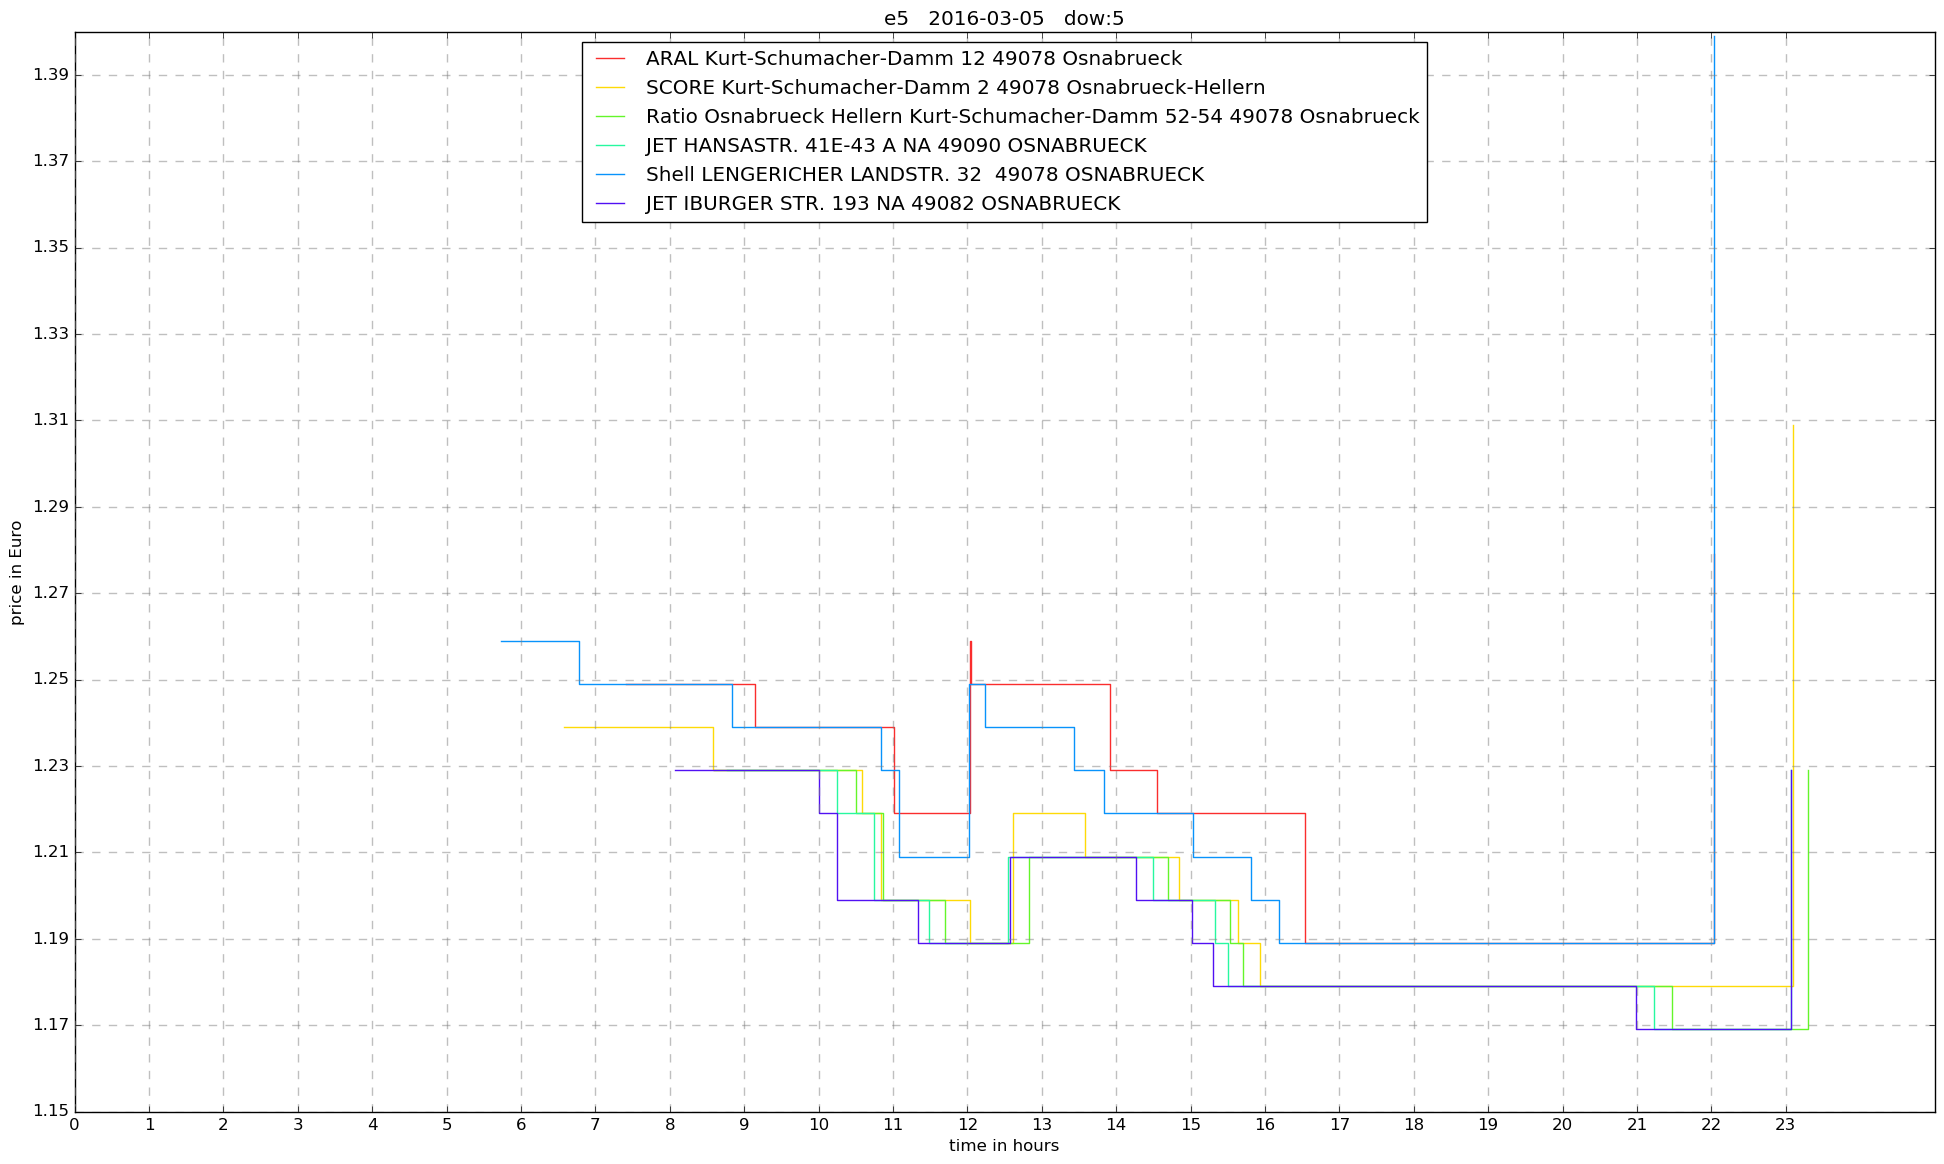 e5   2016-03-05   dow:5
ARAL Kurt-Schumacher-Damm 12 49078 Osnabrueck
SCORE Kurt-Schumacher-Damm 2 49078 Osnabrueck-Hellern
Ratio Osnabrueck Hellern Kurt-Schumacher-Damm 52-54 49078 Osnabrueck
JET HANSASTR. 41E-43 A NA 49090 OSNABRUECK
Shell LENGERICHER LANDSTR. 32  49078 OSNABRUECK
JET IBURGER STR. 193 NA 49082 OSNABRUECK
1.39
1.37
1.35
1.33
1.31
1.29
1.27
1.25
1.23
1.21
1.19
1.17
1.15
price in Euro
0 1 2 3 4 5 6 7 8 9 10 11 12 13 14 15 16 17 18 19 20 21 22 23
time in hours